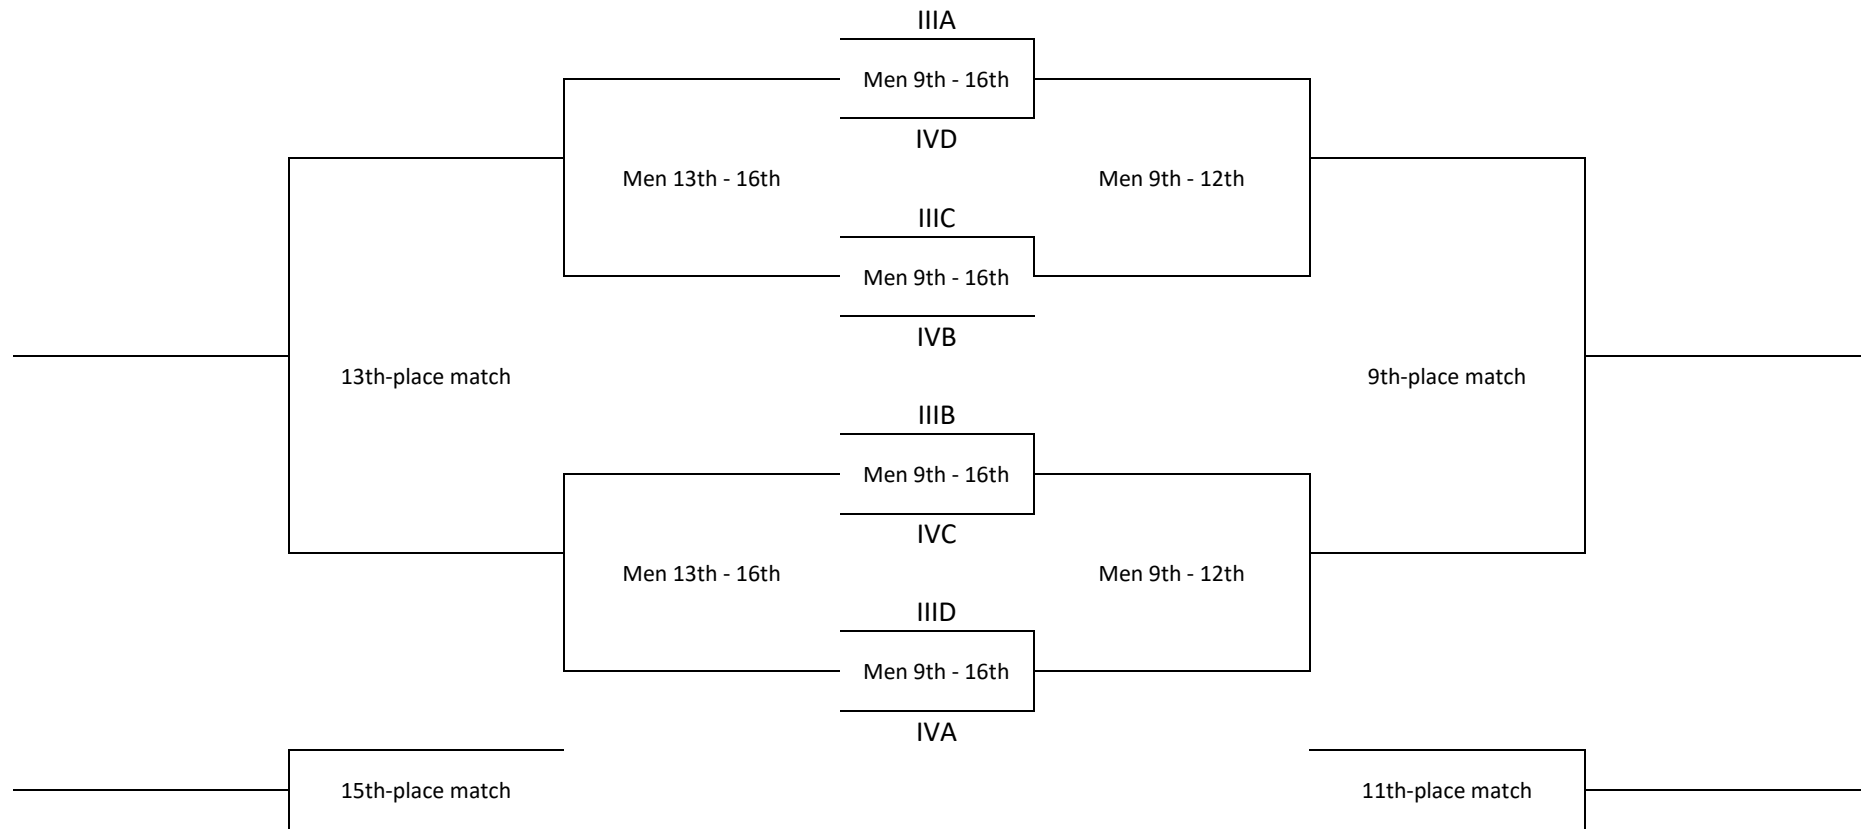 IIIA
Men 9th - 16th
IVD
Men 13th - 16th
Men 9th - 12th
IIIC
Men 9th - 16th
IVB
13th-place match
9th-place match
IIIB
Men 9th - 16th
IVC
Men 13th - 16th
Men 9th - 12th
IIID
Men 9th - 16th
IVA
15th-place match
11th-place match